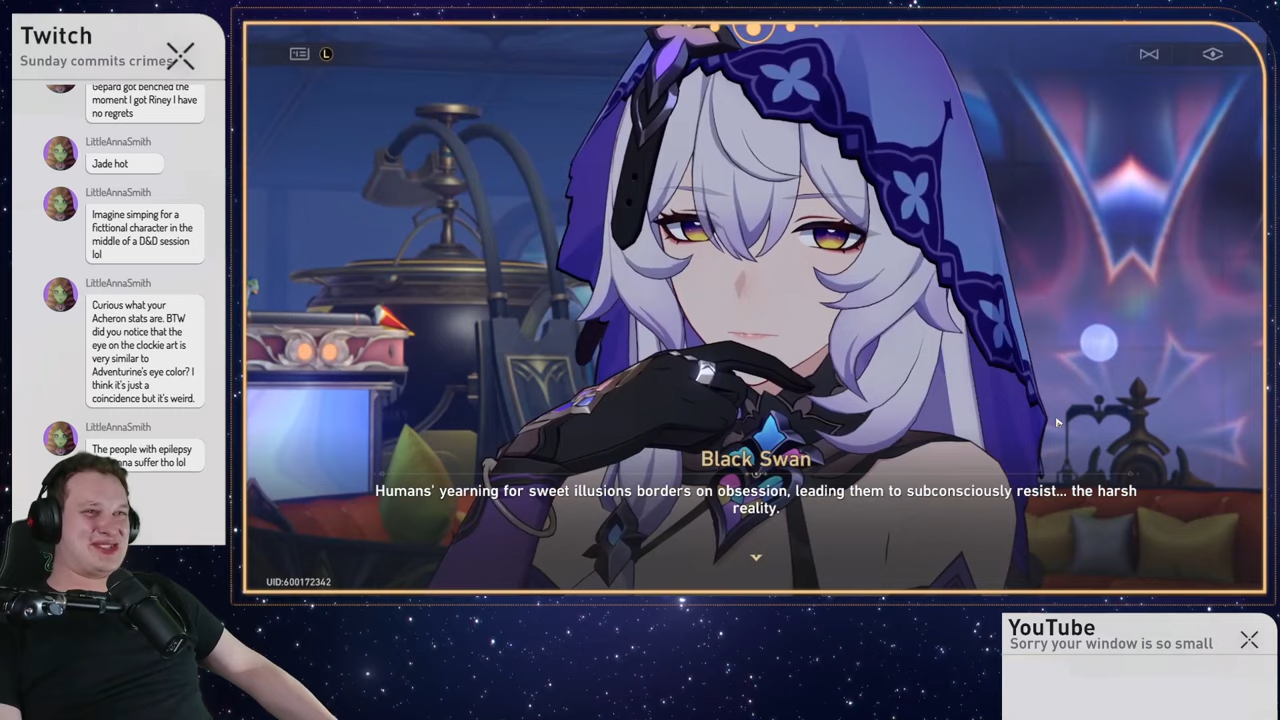 Twitch
Sunday commits crimes
Gepard got benched the
moment I got Riney I have
no regrets
LittleAnnaSmith
Jade hot
LittleAnnaSmith
Imagine simping for a
ficttional character in the
middle of a D&D session
lol
LittleAnnaSmith
Curious what your
Acheron stats are. BTW
did you notice that the
eye on the clockie art is
very similar to
Adventurine's eye color? I
think it's just a
coincidence but it's weird.
LittleAnnaSmith
The people with epilepsy
nna suffer tho lol
L
Black Swan
Humans' yearning for sweet illusions borders on obsession, leading them to subconsciously resist... the harsh
reality.
UID:600172342
YouTube
Sorry your window is so small